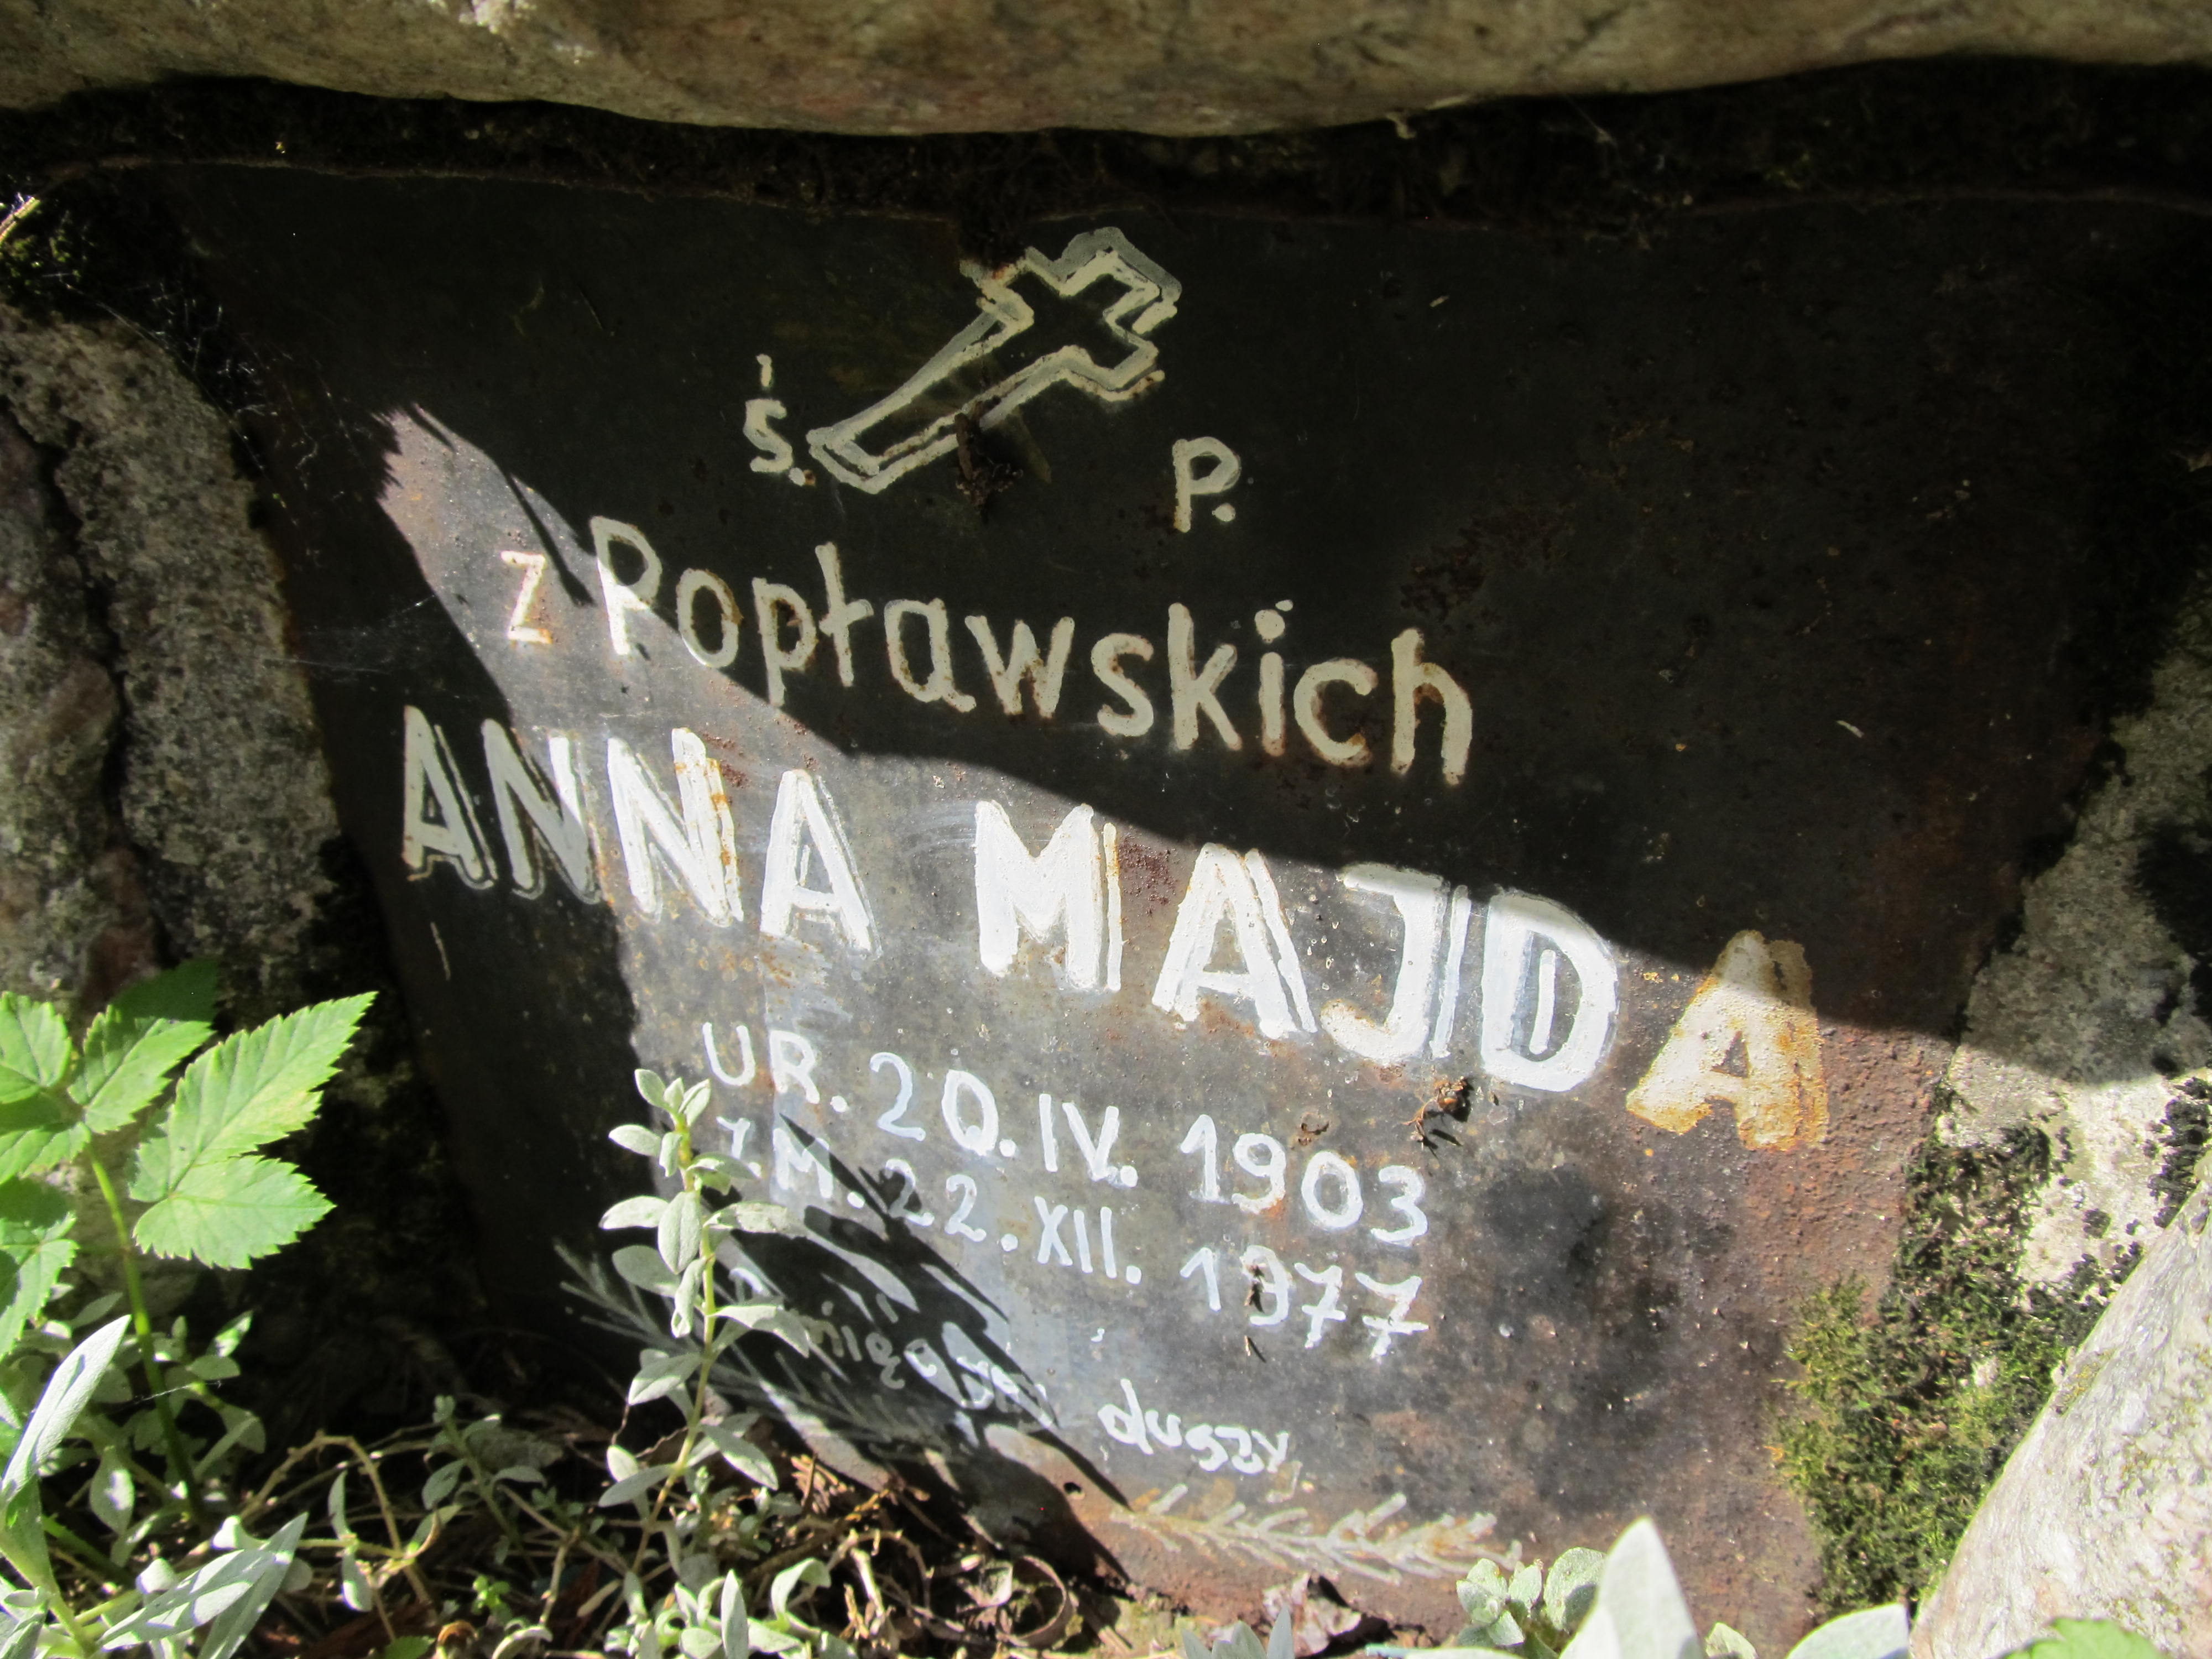 Ś. P.
z Popławskich
ANNA MAJDA
UR. 20.IV. 1903
Z.M. 22.XII. 1977
duszy